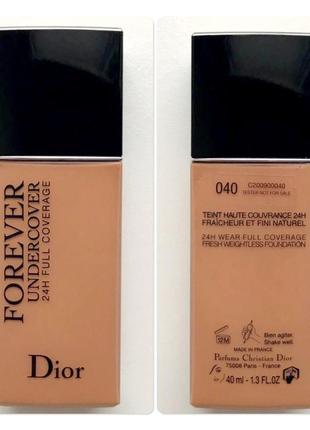 FOREVER
UNDERCOVER
24H FULL COVERAGE
Dior
040
C200900040
TESTER NOT FOR SALE
TEINT HAUTE COUVRANCE 24H
FRAÎCHEUR ET FINI NATUREL
24H WEAR FULL COVERAGE
FRESH WEIGHTLESS FOUNDATION
12M
Bien agiter.
Shake well.
MADE IN FRANCE
Parfums Christian Dior
75008 Paris - France
40 ml - 1.3 FL.OZ